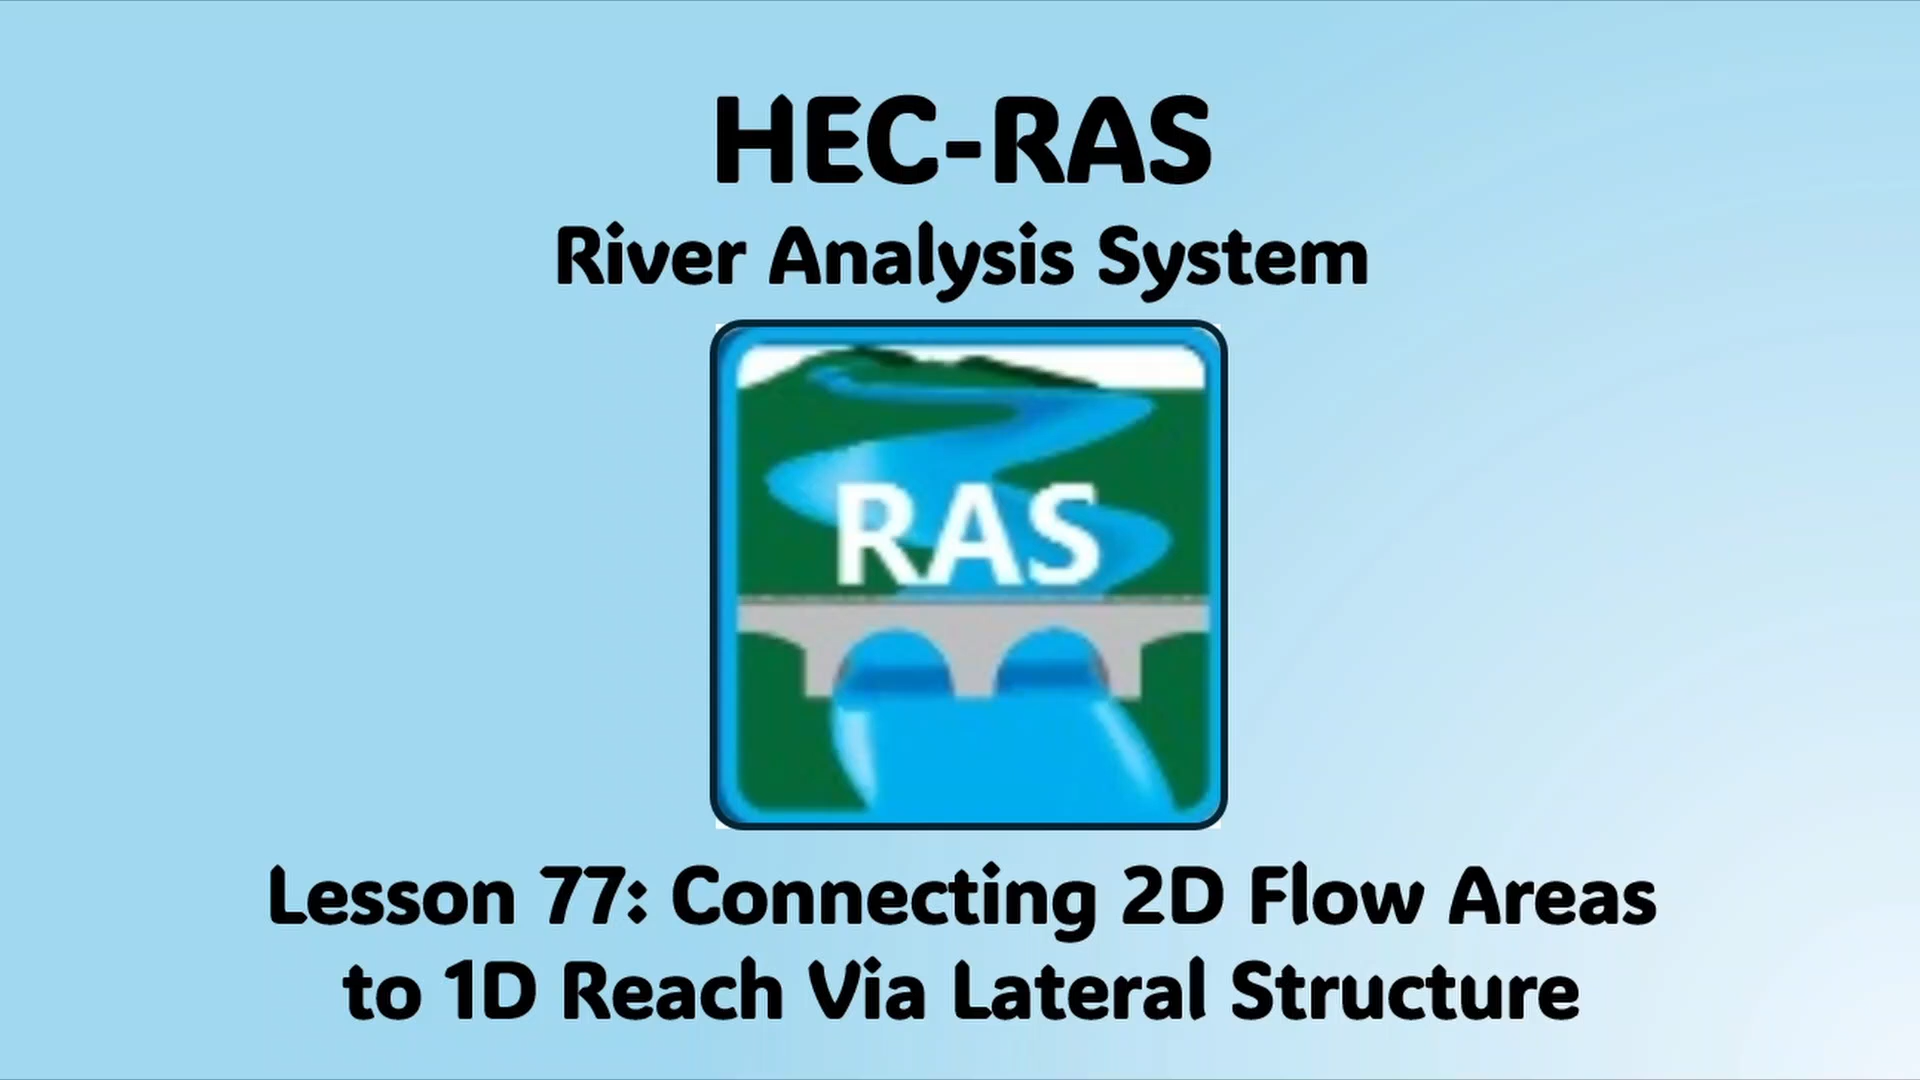 HEC-RAS
River Analysis System
RAS
Lesson 77: Connecting 2D Flow Areas
to 1D Reach Via Lateral Structure